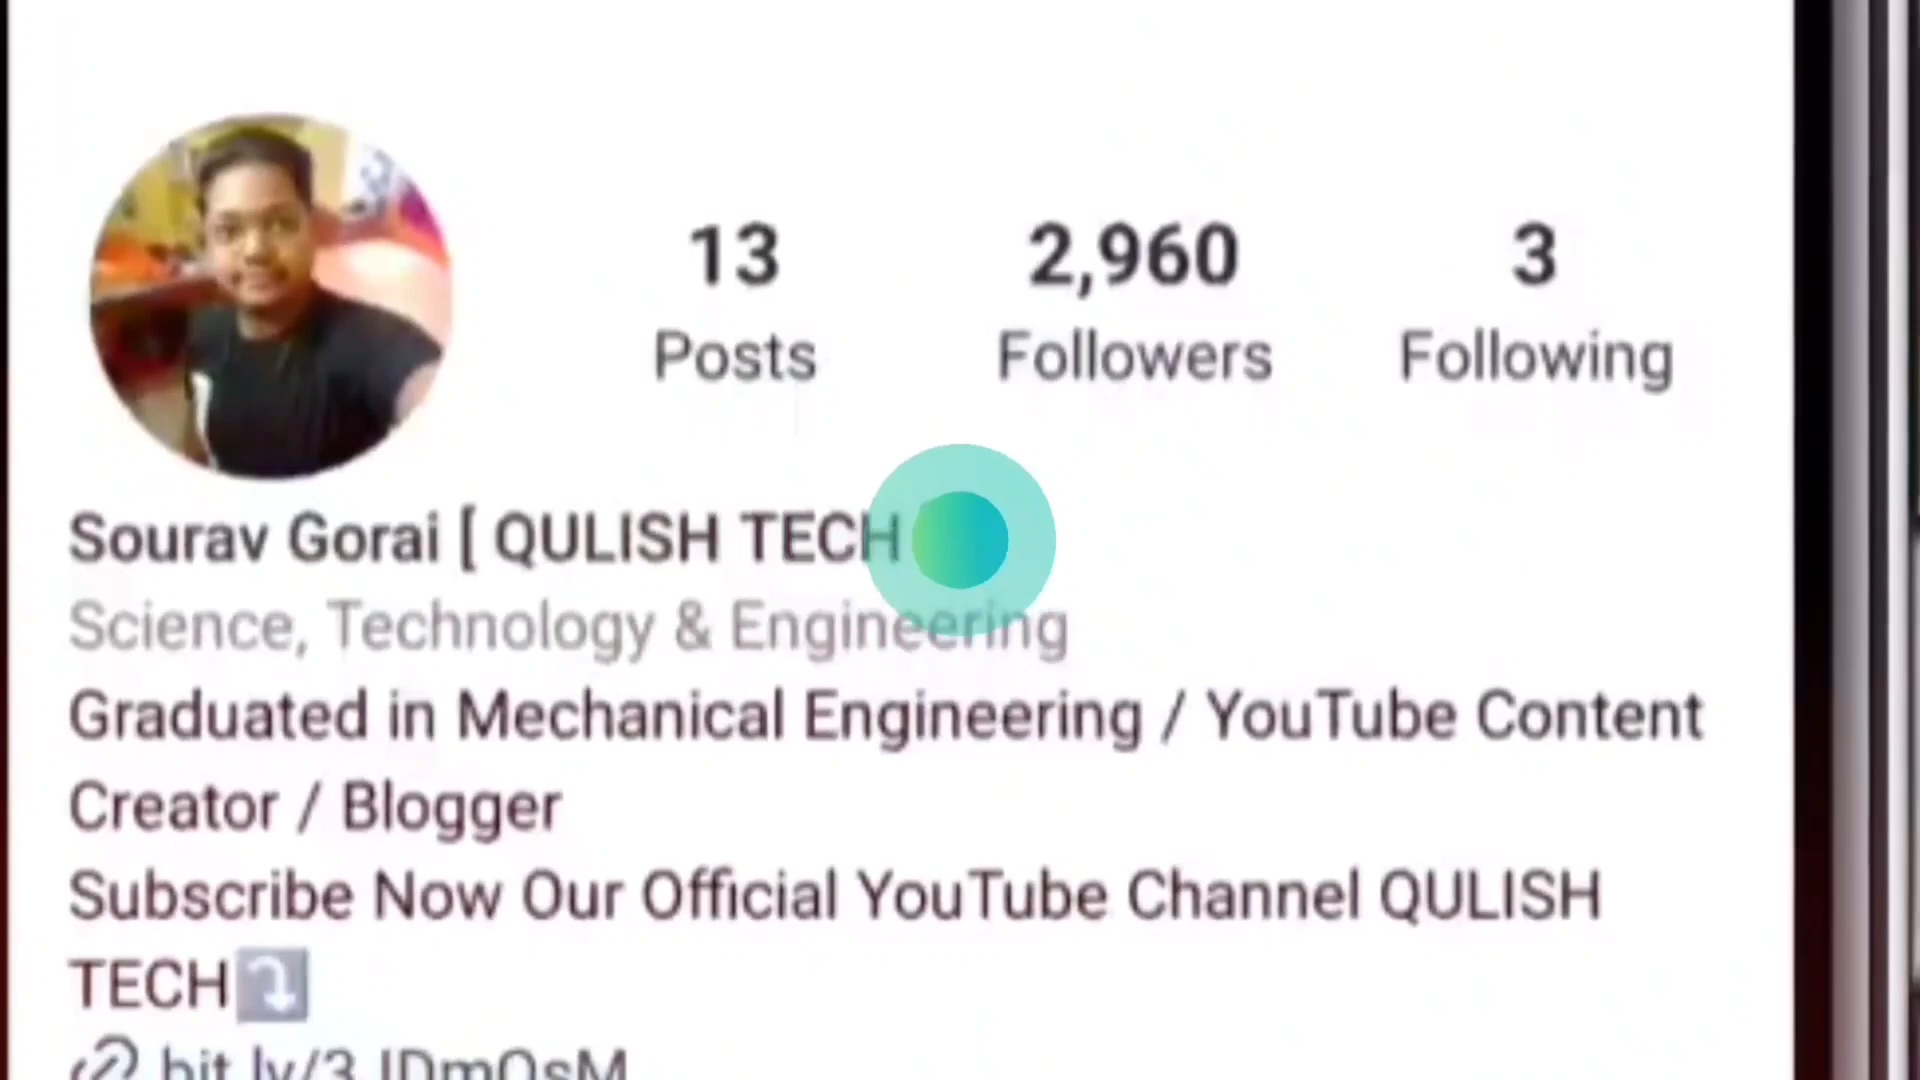 13
2,960
3
Posts
Followers
Following
Sourav Gorai [ QULISH TECH
Science, Technology & Engineering
Graduated in Mechanical Engineering / YouTube Content
Creator / Blogger
Subscribe Now Our Official YouTube Channel QULISH
TECH⤵️